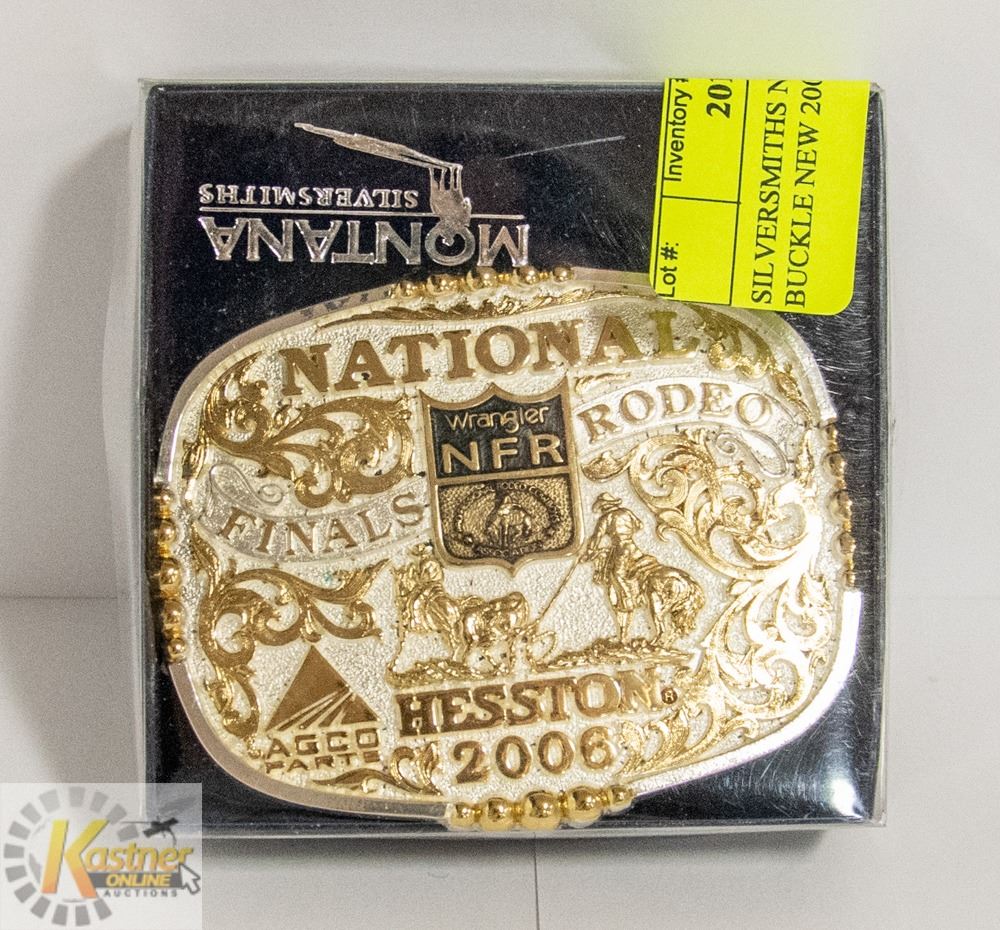 MONTANA
SILVERSMITHS
Lot #:
Inventory #
SILVERSMITHS
BUCKLE NEW
NATIONAL
Wrangler
NFR
RODEO
FINALS
HESSTON®
2006
AGCO
PARTS
Kastner
ONLINE
AUCTIONS